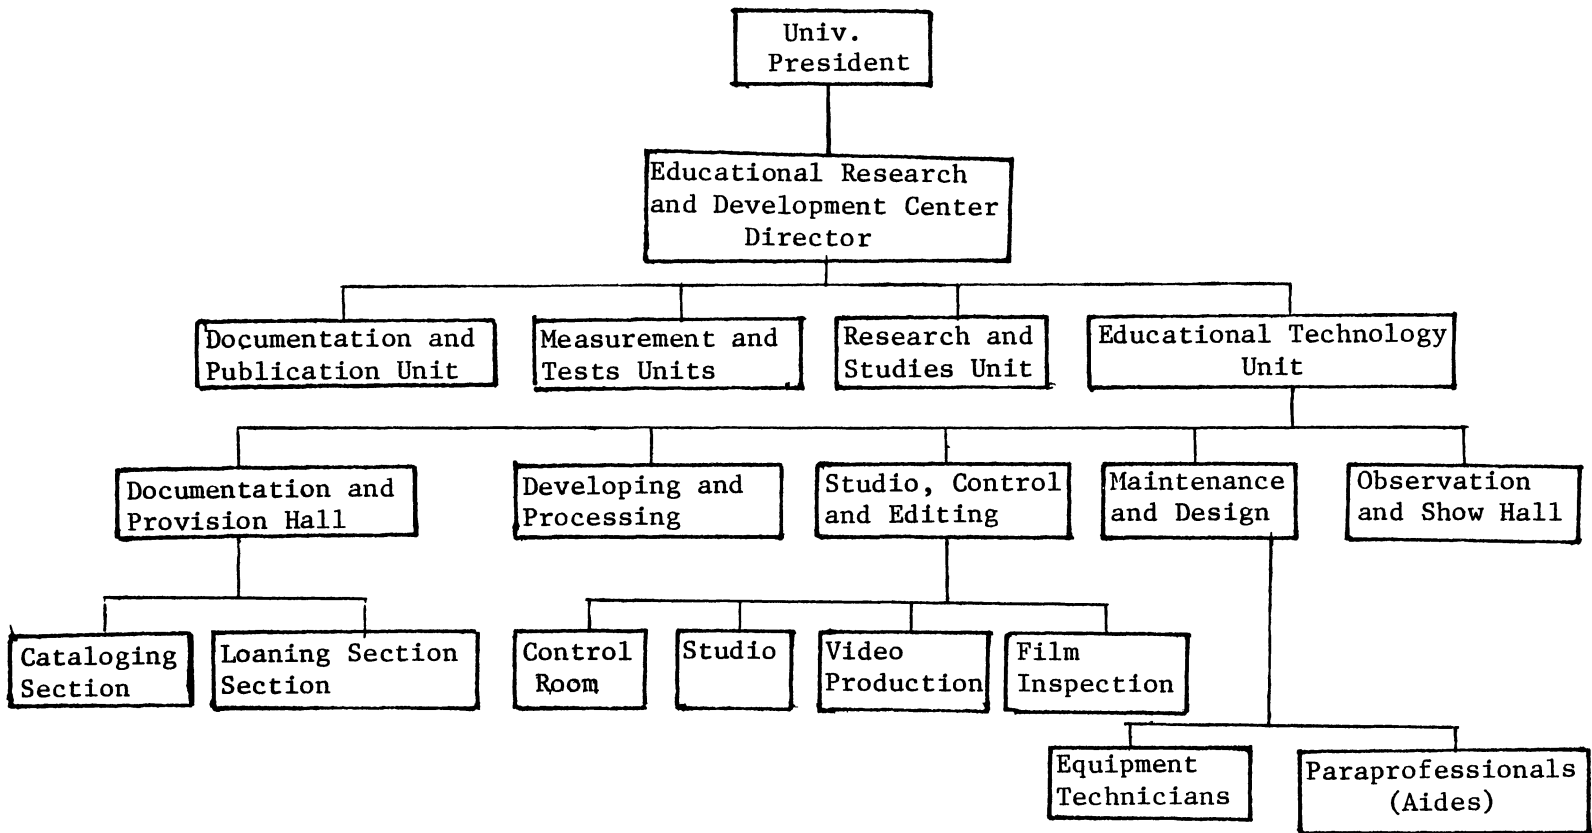 Univ.
President
Educational Research
and Development Center
Director
Documentation and
Publication Unit
Measurement and
Tests Units
Research and
Studies Unit
Educational Technology
Unit
Documentation and
Provision Hall
Developing and
Processing
Studio, Control
and Editing
Maintenance
and Design
Observation
and Show Hall
Cataloging
Section
Loaning Section
Section
Control
Room
Studio
Video
Production
Film
Inspection
Equipment
Technicians
Paraprofessionals
(Aides)